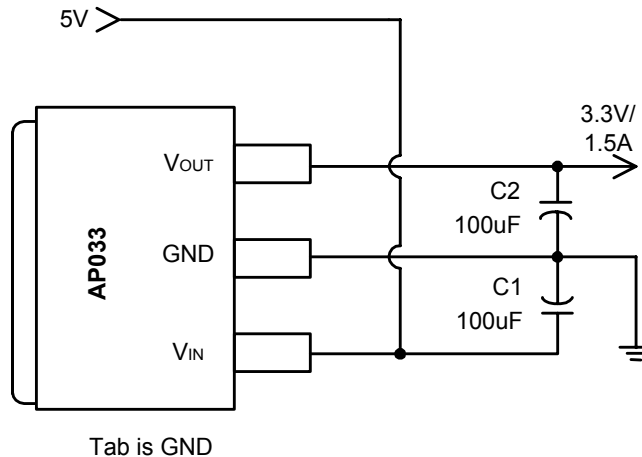 5V
3.3V/
1.5A
VOUT
C2
100uF
AP033
GND
C1
100uF
VIN
Tab is GND